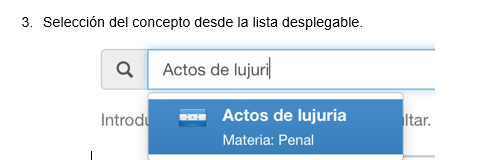 3. Selección del concepto desde la lista desplegable.
Actos de lujuri
Actos de lujuria
Introdu ltar.
Materia: Penal